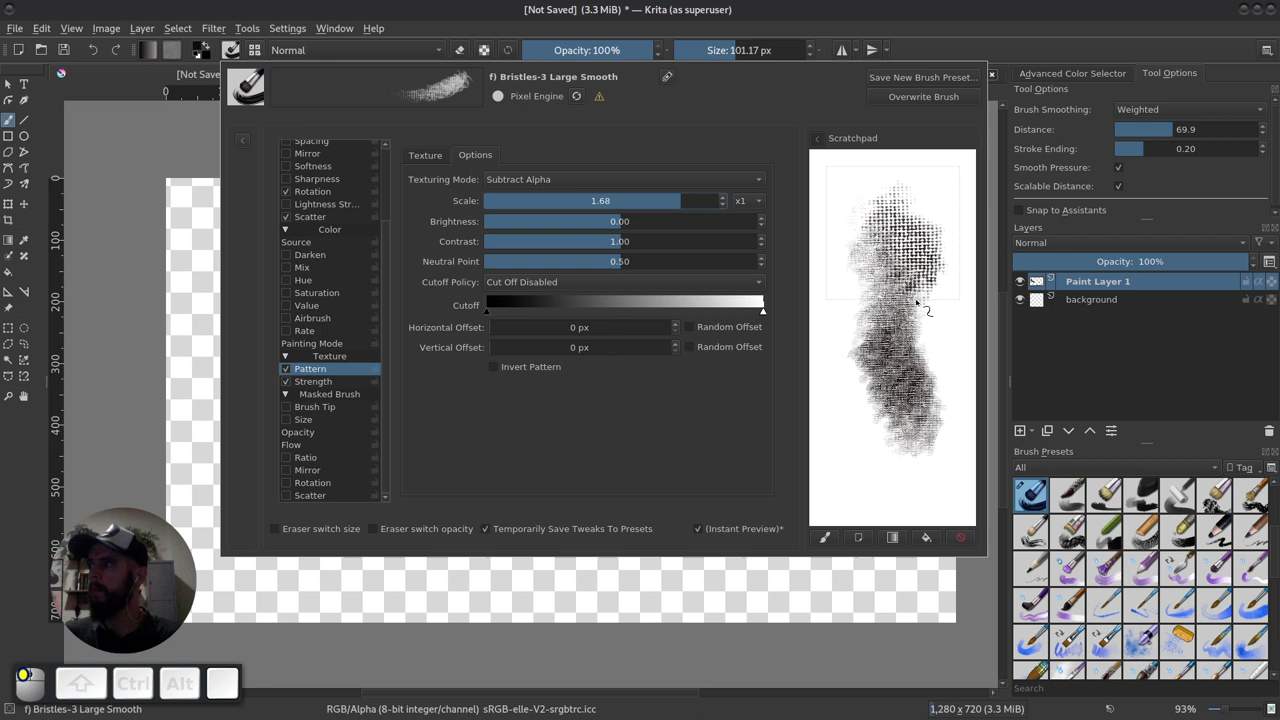 [Not Saved] (3.3 MiB) * — Krita (as superuser)
File Edit View Image Layer Select Filter Tools Settings Window Help
Normal
Opacity: 100%
Size: 101.17 px
[Not Save
0
f) Bristles-3 Large Smooth
Pixel Engine
Save New Brush Preset...
Overwrite Brush
Advanced Color Selector
Tool Options
Tool Options
Brush Smoothing: Weighted
Distance: 69.9
Stroke Ending: 0.20
Smooth Pressure:
Scalable Distance:
Snap to Assistants
Layers
Normal
Opacity: 100%
Paint Layer 1
background
Brush Presets
All
Tag
Search
Spacing
Mirror
Softness
Sharpness
Rotation
Lightness Str...
Scatter
Color
Source
Darken
Mix
Hue
Saturation
Value
Airbrush
Rate
Painting Mode
Texture
Pattern
Strength
Masked Brush
Brush Tip
Size
Opacity
Flow
Ratio
Mirror
Rotation
Scatter
Texture
Options
Texturing Mode: Subtract Alpha
Scale: 1.68 x1
Brightness: 0.00
Contrast: 1.00
Neutral Point: 0.50
Cutoff Policy: Cut Off Disabled
Cutoff
Horizontal Offset: 0 px Random Offset
Vertical Offset: 0 px Random Offset
Invert Pattern
Scratchpad
Eraser switch size
Eraser switch opacity
Temporarily Save Tweaks To Presets
(Instant Preview)*
0
100
200
300
400
500
Ctrl
Alt
f) Bristles-3 Large Smooth
RGB/Alpha (8-bit integer/channel) sRGB-elle-V2-srgbtrc.icc
1,280 x 720 (3.3 MiB)
93%